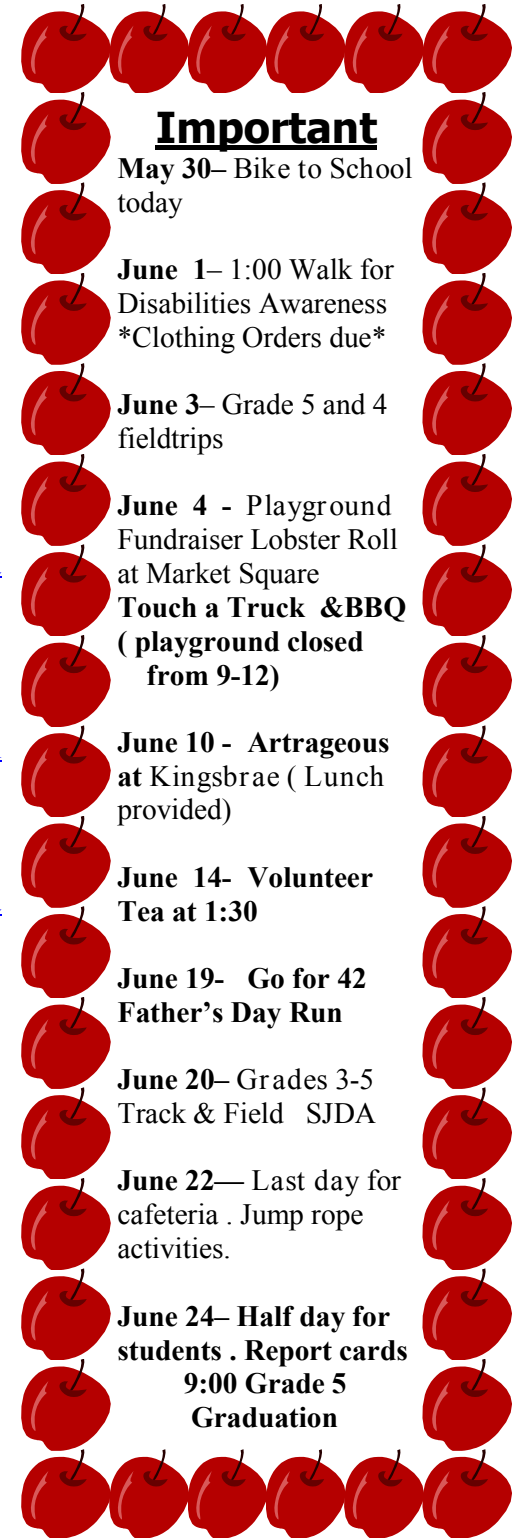 Important
May 30– Bike to School
today
June 1– 1:00 Walk for
Disabilities Awareness
*Clothing Orders due*
June 3– Grade 5 and 4
fieldtrips
June 4 - Playground
Fundraiser Lobster Roll
at Market Square
Touch a Truck &BBQ
( playground closed
from 9-12)
June 10 - Artrageous
at Kingsbrae ( Lunch
provided)
June 14- Volunteer
Tea at 1:30
June 19- Go for 42
Father’s Day Run
June 20– Grades 3-5
Track & Field SJDA
June 22— Last day for
cafeteria . Jump rope
activities.
June 24– Half day for
students . Report cards
9:00 Grade 5
Graduation